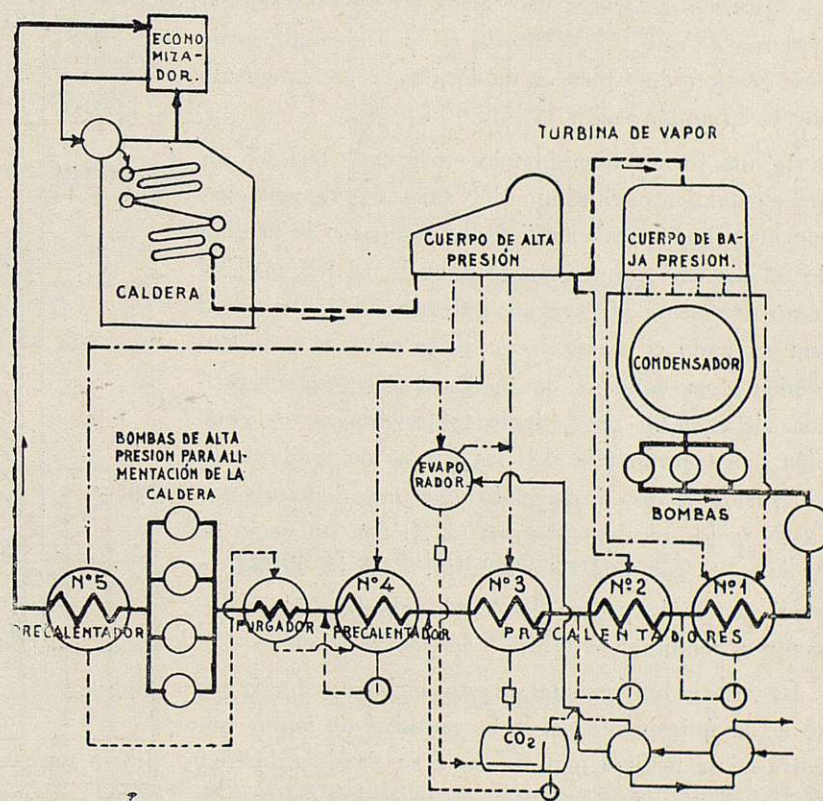 ECONO
MIZA-
DOR.
TURBINA DE VAPOR
CUERPO DE ALTA
PRESIÓN
CUERPO DE BA-
JA PRESION.
CALDERA
CONDENSADOR
BOMBAS DE ALTA
PRESION PARA ALI-
MENTACIÓN DE LA
CALDERA
EVAPO
RADOR.
BOMBAS
Nº5
Nº4
Nº3
Nº2
Nº1
PRECALENTADOR
PURGADOR
PRECALENTADOR
PRECALENTADORES
CO2